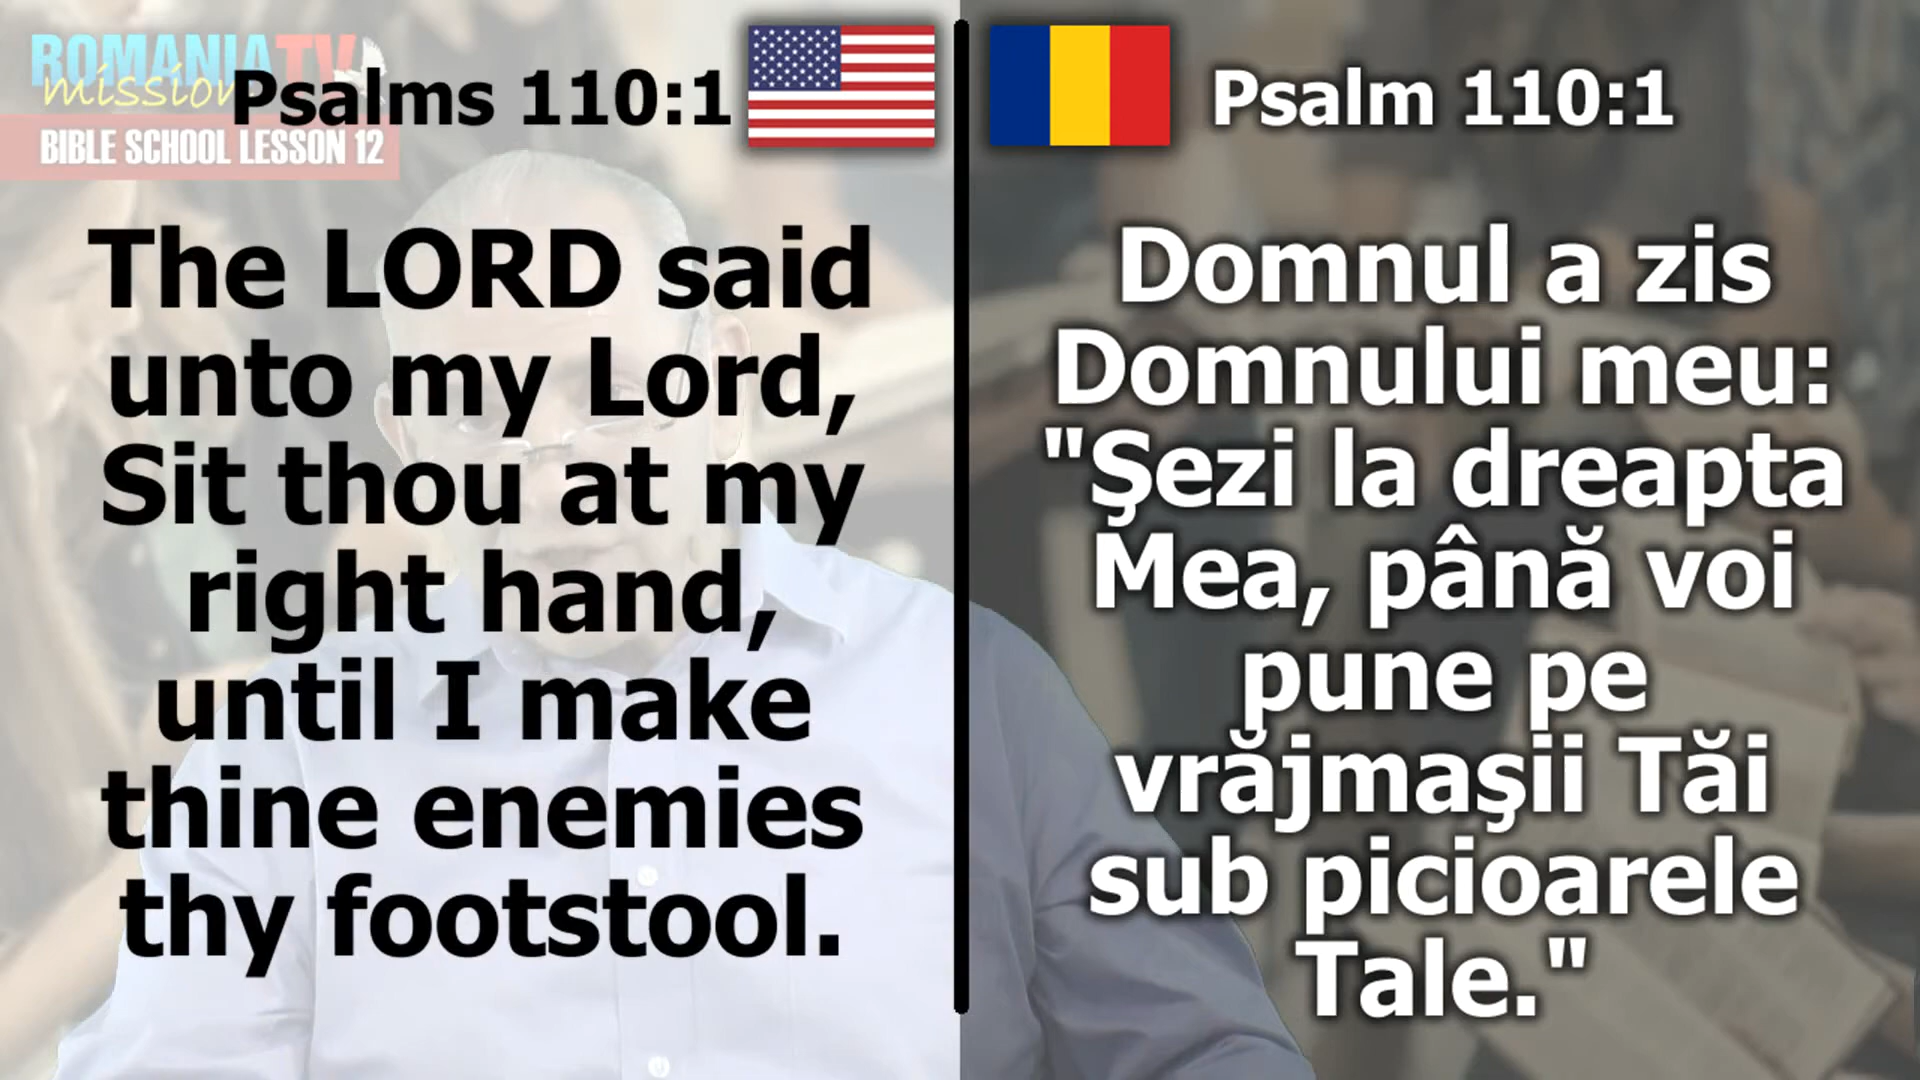 ROMANIA TV
mission
BIBLE SCHOOL LESSON 12
Psalms 110:1
The LORD said
unto my Lord,
Sit thou at my
right hand,
until I make
thine enemies
thy footstool.
Psalm 110:1
Domnul a zis
Domnului meu:
"Şezi la dreapta
Mea, până voi
pune pe
vrăjmaşii Tăi
sub picioarele
Tale."